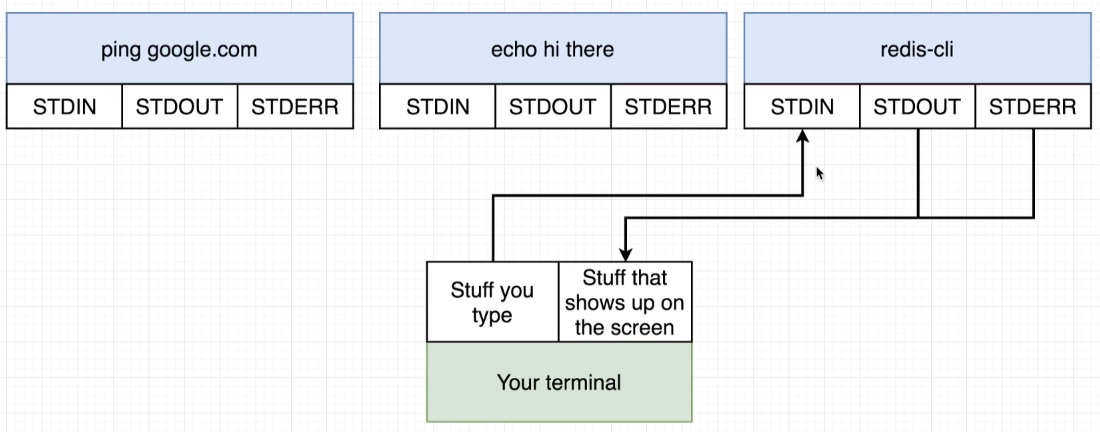 ping google.com
echo hi there
redis-cli
STDIN
STDOUT
STDERR
STDIN
STDOUT
STDERR
STDIN
STDOUT
STDERR
Stuff you
type
Stuff that
shows up on
the screen
Your terminal